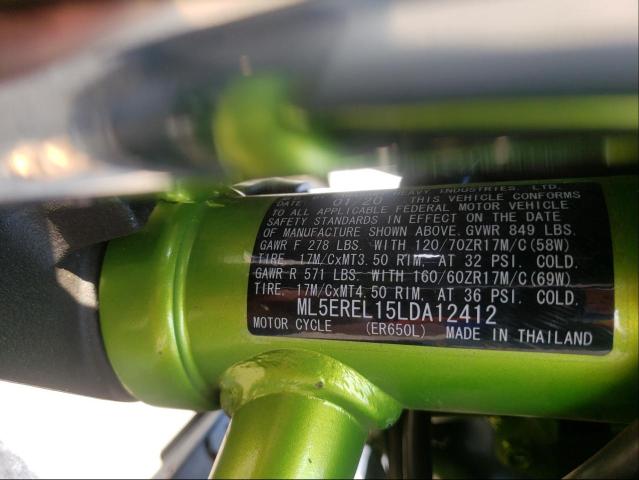 HEAVY INDUSTRIES, LTD.
DATE 01/20 THIS VEHICLE CONFORMS
TO ALL APPLICABLE FEDERAL MOTOR VEHICLE
SAFETY STANDARDS IN EFFECT ON THE DATE
OF MANUFACTURE SHOWN ABOVE. GVWR 849 LBS.
GAWR F 278 LBS. WITH 120/70ZR17M/C(58W)
TIRE, 17M/CxMT3.50 RIM, AT 32 PSI. COLD.
GAWR R 571 LBS. WITH 160/60ZR17M/C(69W)
TIRE, 17M/CxMT4.50 RIM, AT 36 PSI. COLD.
ML5EREL15LDA12412
MOTOR CYCLE (ER650L) MADE IN THAILAND